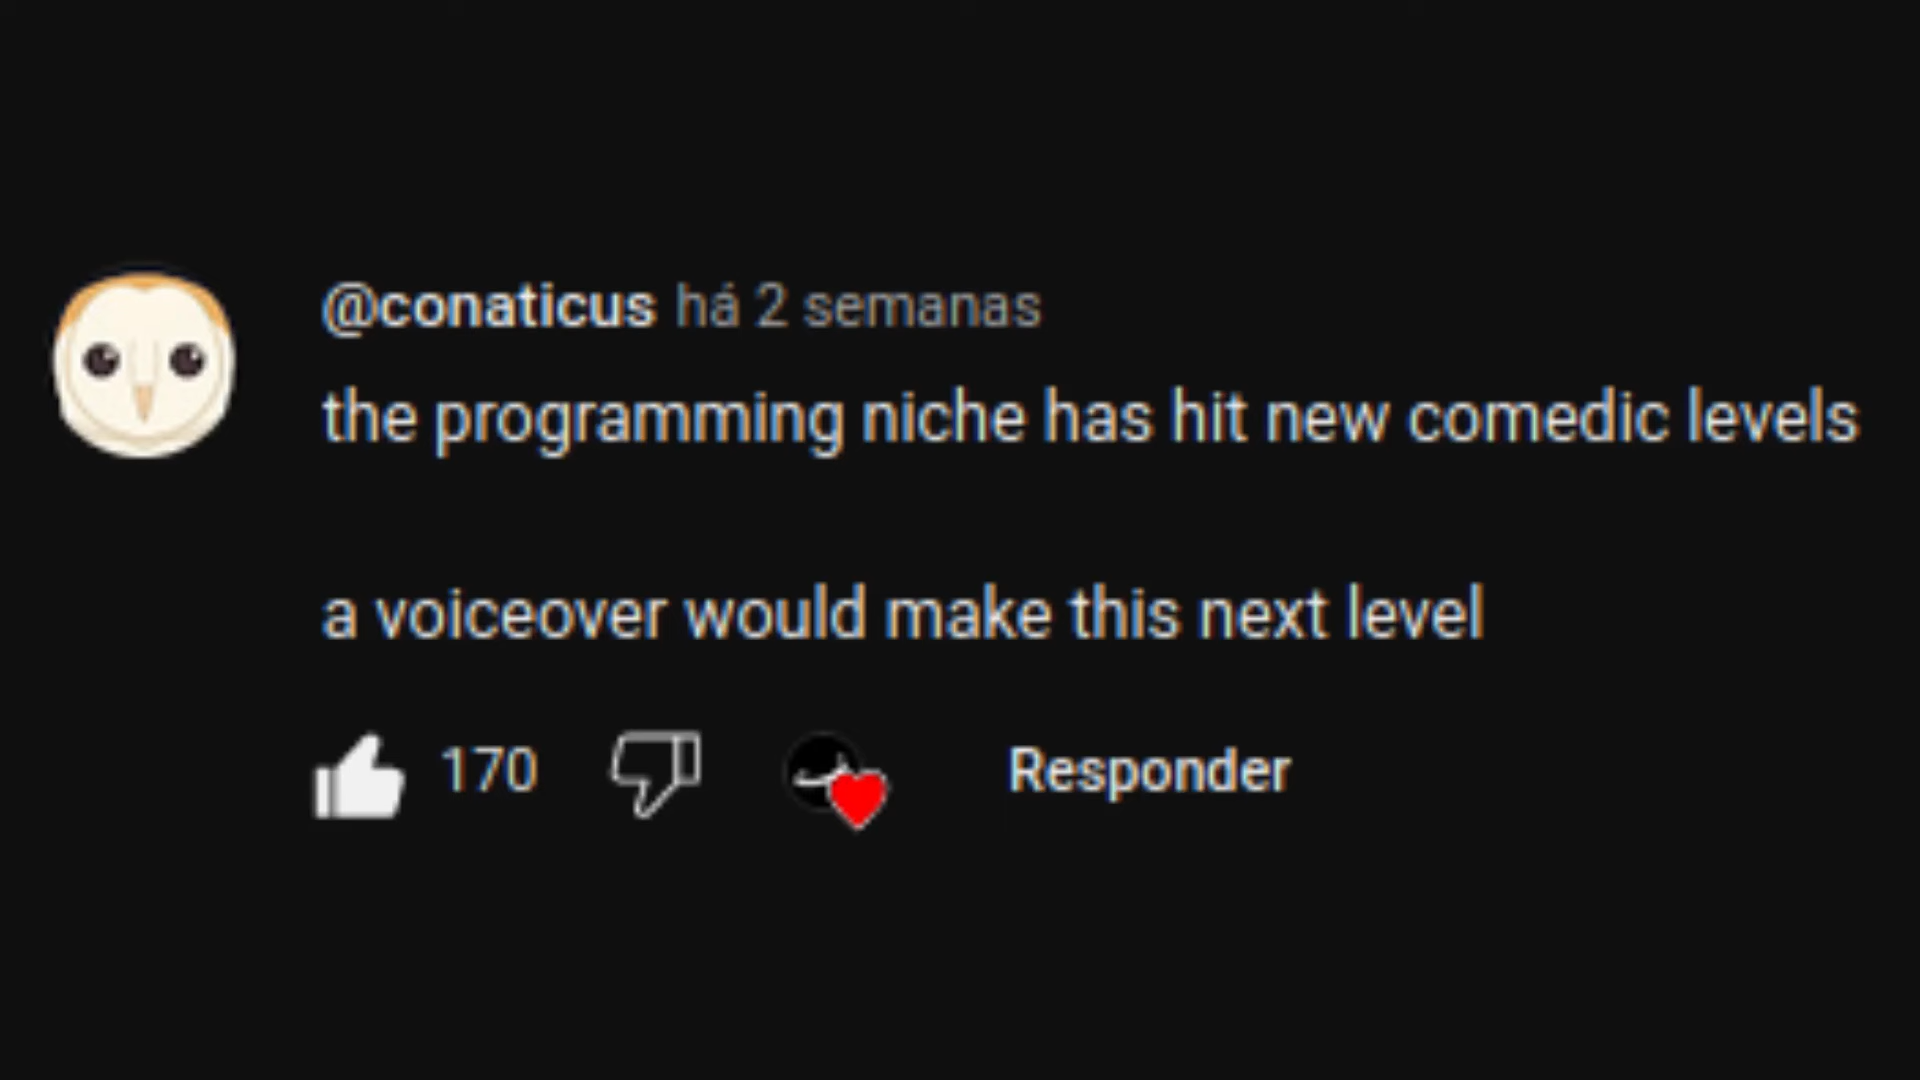 @conaticus há 2 semanas
the programming niche has hit new comedic levels
a voiceover would make this next level
170 Responder